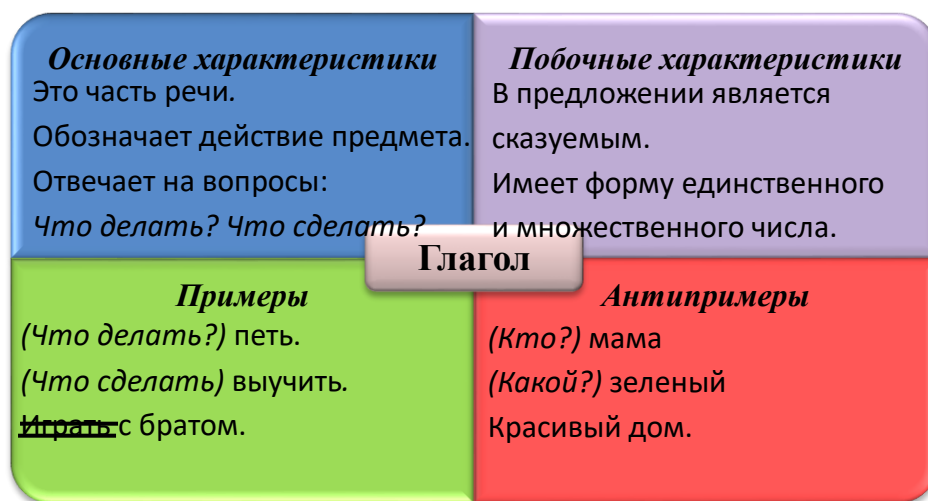 Основные характеристики
Это часть речи.
Обозначает действие предмета.
Отвечает на вопросы:
Что делать? Что сделать?
Побочные характеристики
В предложении является
сказуемым.
Имеет форму единственного
и множественного числа.
Глагол
Примеры
(Что делать?) петь.
(Что сделать) выучить.
Играть с братом.
Антипримеры
(Кто?) мама
(Какой?) зеленый
Красивый дом.